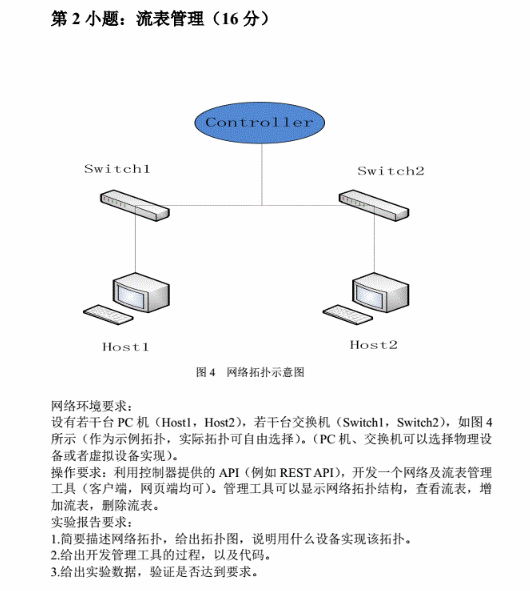 第 2 小题：流表管理（16 分）
Controller
Switch1
Switch2
Host1
Host2
图 4 网络拓扑示意图
网络环境要求：
设有若干台 PC 机（Host1，Host2），若干台交换机（Switch1，Switch2），如图 4
所示（作为示例拓扑，实际拓扑可自由选择）。（PC 机、交换机可以选择物理设
备或者虚拟设备实现）。
操作要求：利用控制器提供的 API（例如 REST API），开发一个网络及流表管理
工具（客户端，网页端均可）。管理工具可以显示网络拓扑结构，查看流表，增
加流表，删除流表。
实验报告要求：
1.简要描述网络拓扑，给出拓扑图，说明用什么设备实现该拓扑。
2.给出开发管理工具的过程，以及代码。
3.给出实验数据，验证是否达到要求。